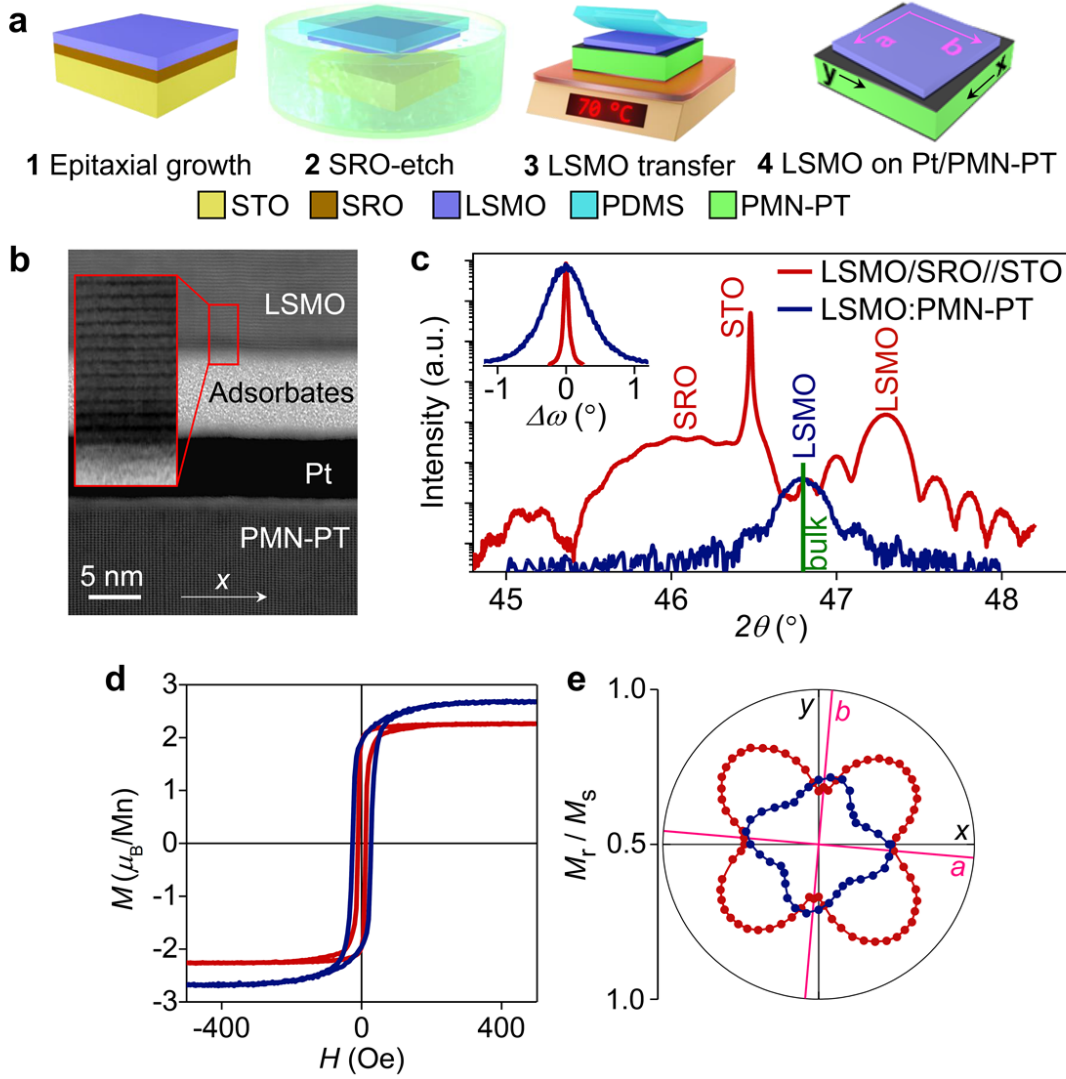 a
70 °C
a b
y x
1 Epitaxial growth 2 SRO-etch 3 LSMO transfer 4 LSMO on Pt/PMN-PT
STO SRO LSMO PDMS PMN-PT
b
LSMO
Adsorbates
Pt
PMN-PT
5 nm x
c
LSMO/SRO//STO
LSMO:PMN-PT
Intensity (a.u.)
SRO
STO
LSMO
LSMO
bulk
-1 0 1
Δω (°)
45 46 47 48
2θ (°)
d
M (μB/Mn)
3
2
1
0
-1
-2
-3
-400 0 400
H (Oe)
e
Mr / Ms
1.0
0.5
1.0
y b
x
a